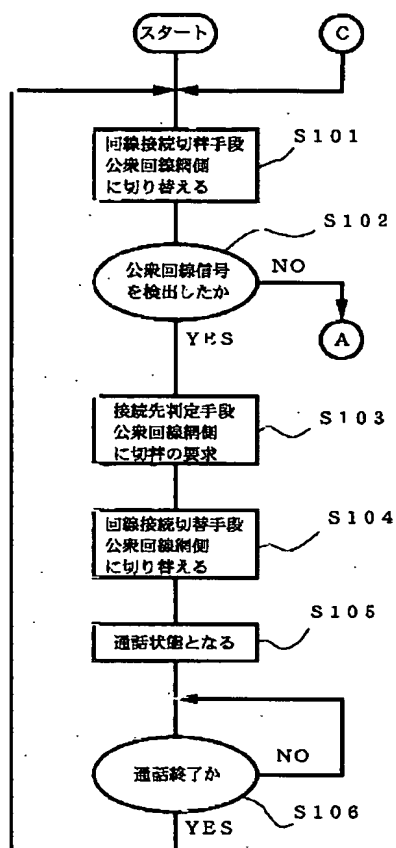 スタート
C
回線接続切替手段
公衆回線網側
に切り替える
S101
公衆回線信号
を検出したか
S102
NO
YES
A
接続先判定手段
公衆回線網側
に切替の要求
S103
回線接続切替手段
公衆回線網側
に切り替える
S104
通話状態となる
S105
通話終了か
NO
S106
YES